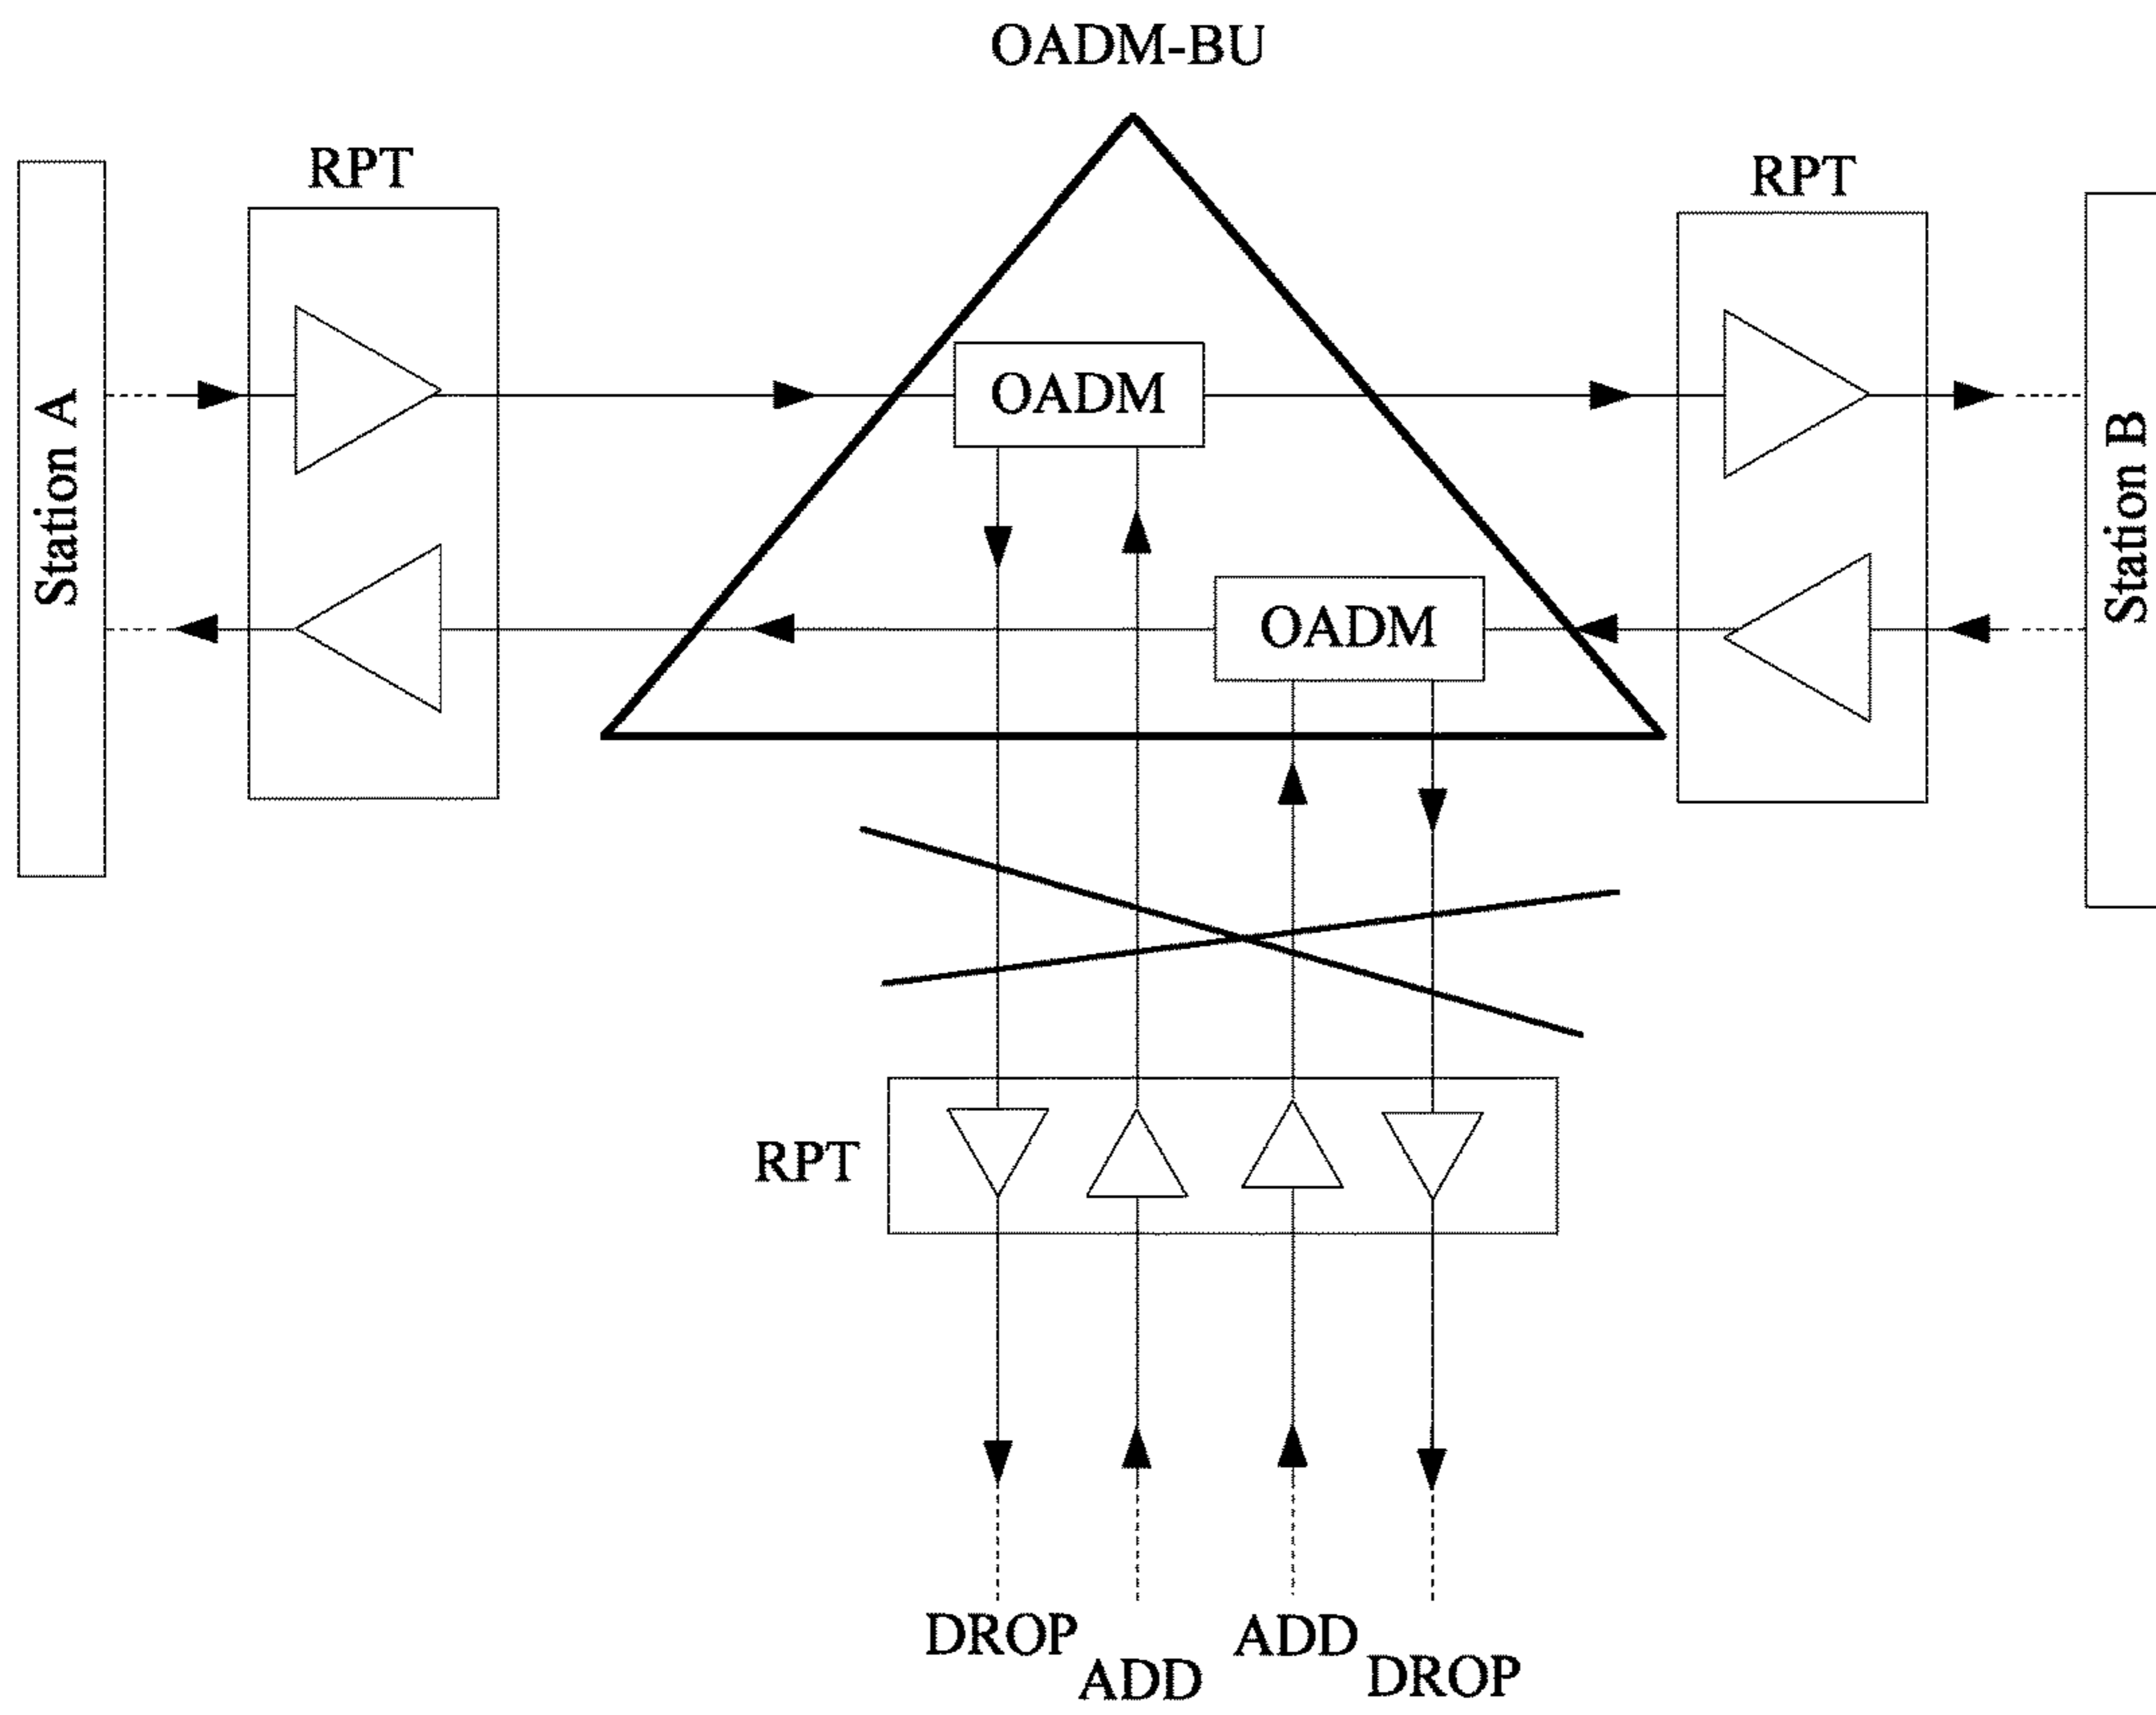 OADM-BU
RPT
RPT
Station A
OADM
Station B
OADM
RPT
DROP
ADD
ADD
DROP